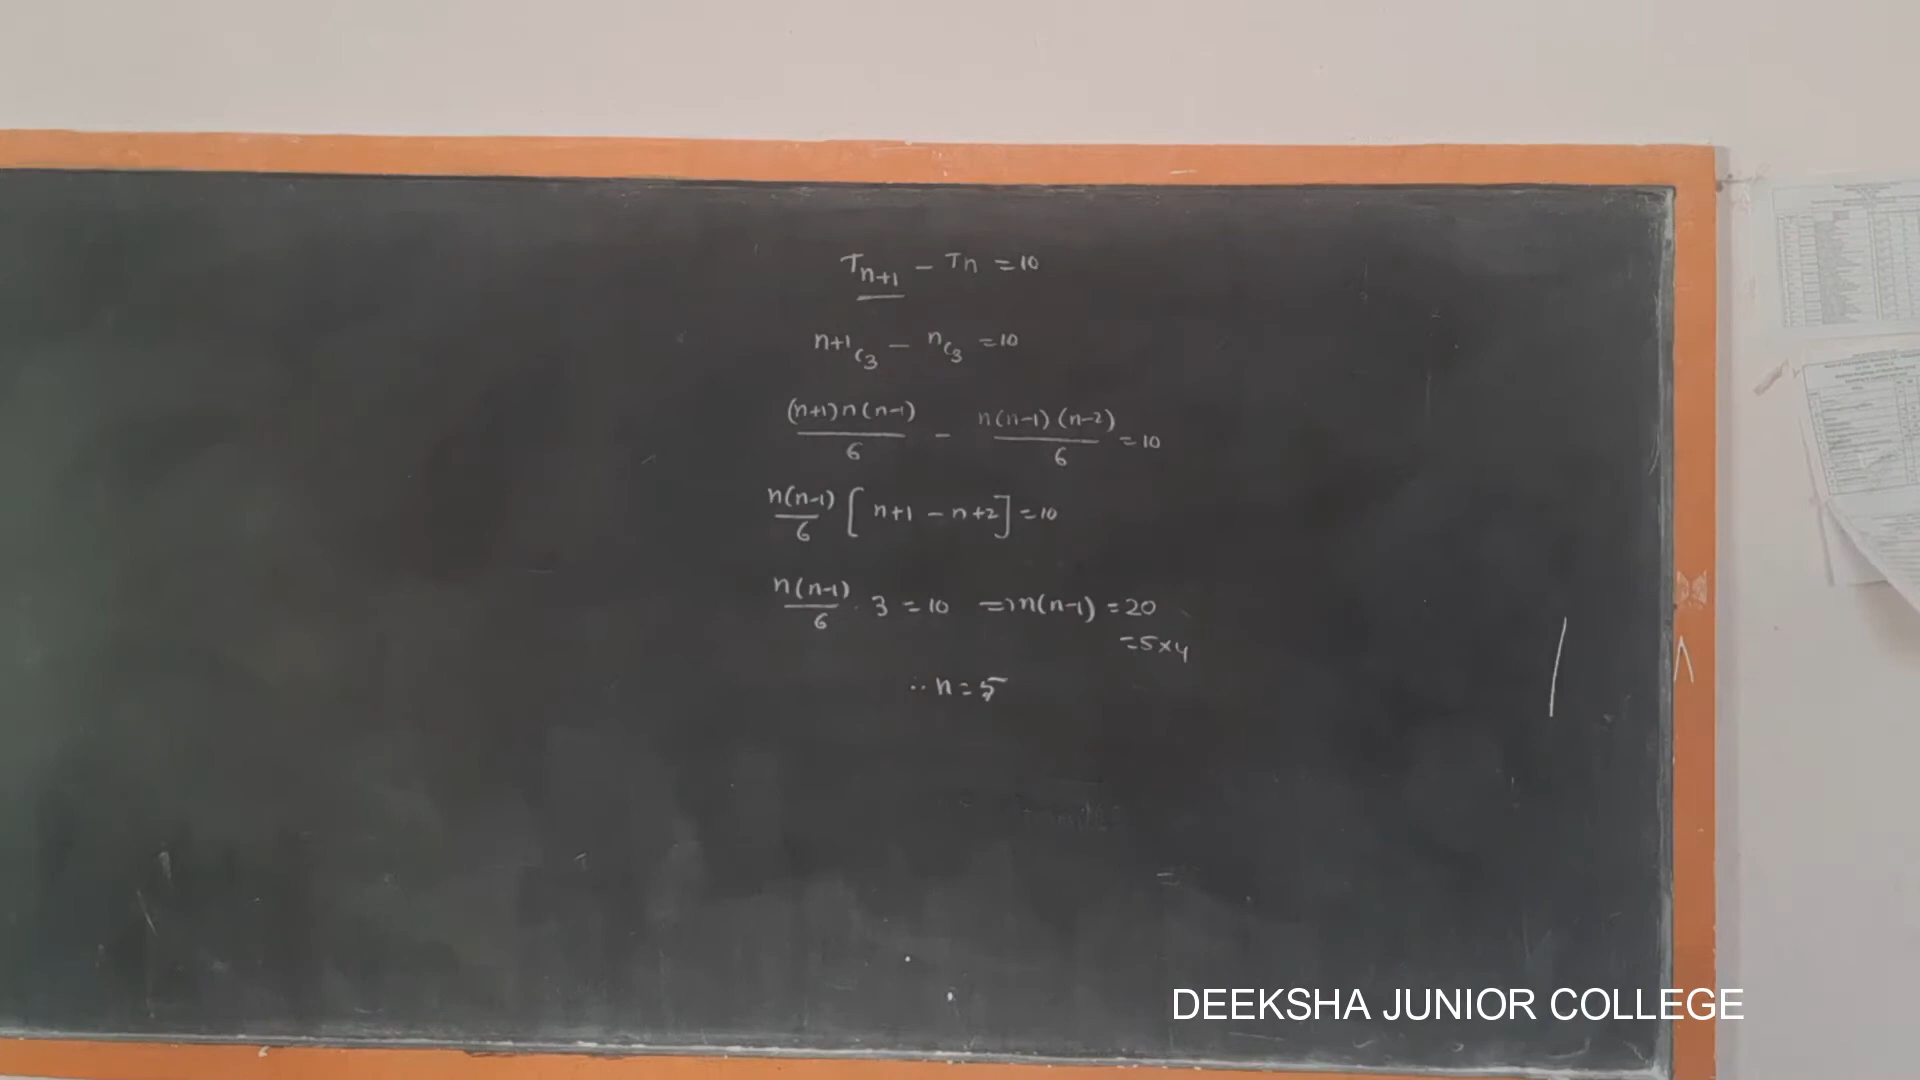 Tn+1 – Tn = 10
n+1C3 – nC3 = 10
(n+1)n(n-1)/6 – n(n-1)(n-2)/6 = 10
n(n-1)/6 [n+1 – n+2] = 10
n(n-1)/6 . 3 = 10 ⇒ n(n-1) = 20
= 5×4
∴ n = 5
DEEKSHA JUNIOR COLLEGE